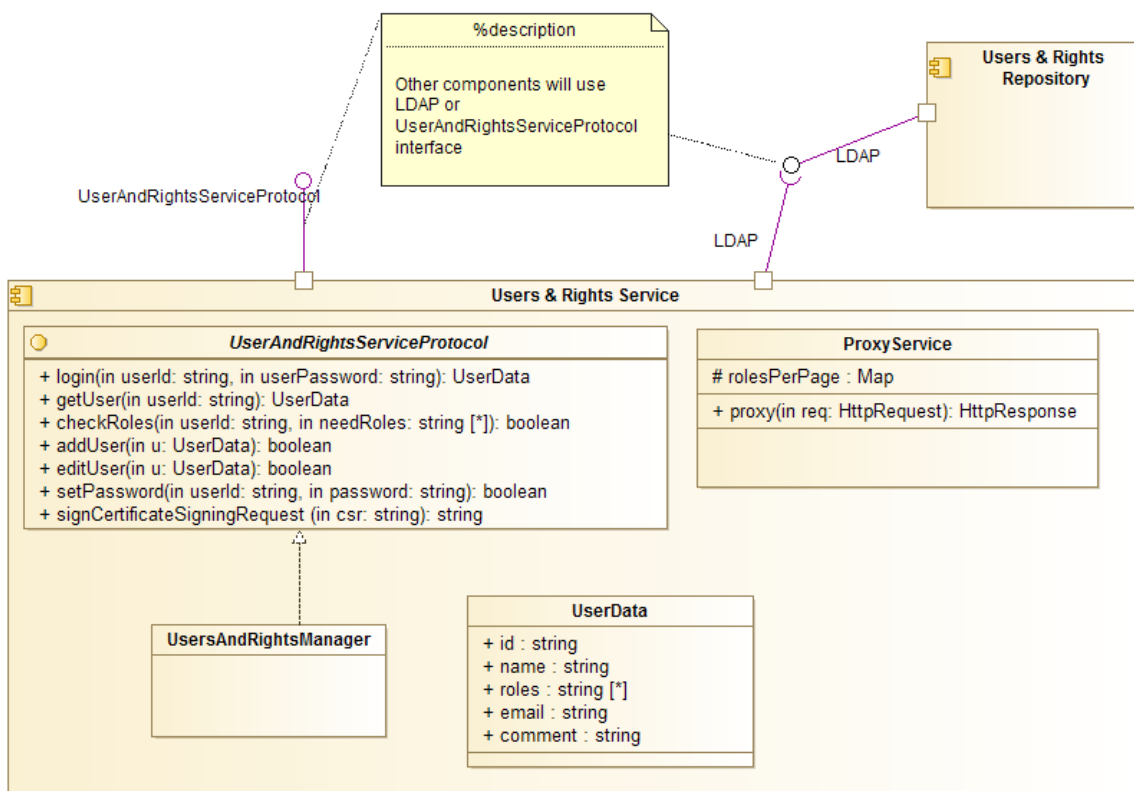 %description
Other components will use
LDAP or
UserAndRightsServiceProtocol
interface
Users & Rights
Repository
LDAP
UserAndRightsServiceProtocol
LDAP
Users & Rights Service
UserAndRightsServiceProtocol
+ login(in userId: string, in userPassword: string): UserData
+ getUser(in userId: string): UserData
+ checkRoles(in userId: string, in needRoles: string [*]): boolean
+ addUser(in u: UserData): boolean
+ editUser(in u: UserData): boolean
+ setPassword(in userId: string, in password: string): boolean
+ signCertificateSigningRequest (in csr: string): string
ProxyService
# rolesPerPage : Map
+ proxy(in req: HttpRequest): HttpResponse
UsersAndRightsManager
UserData
+ id : string
+ name : string
+ roles : string [*]
+ email : string
+ comment : string